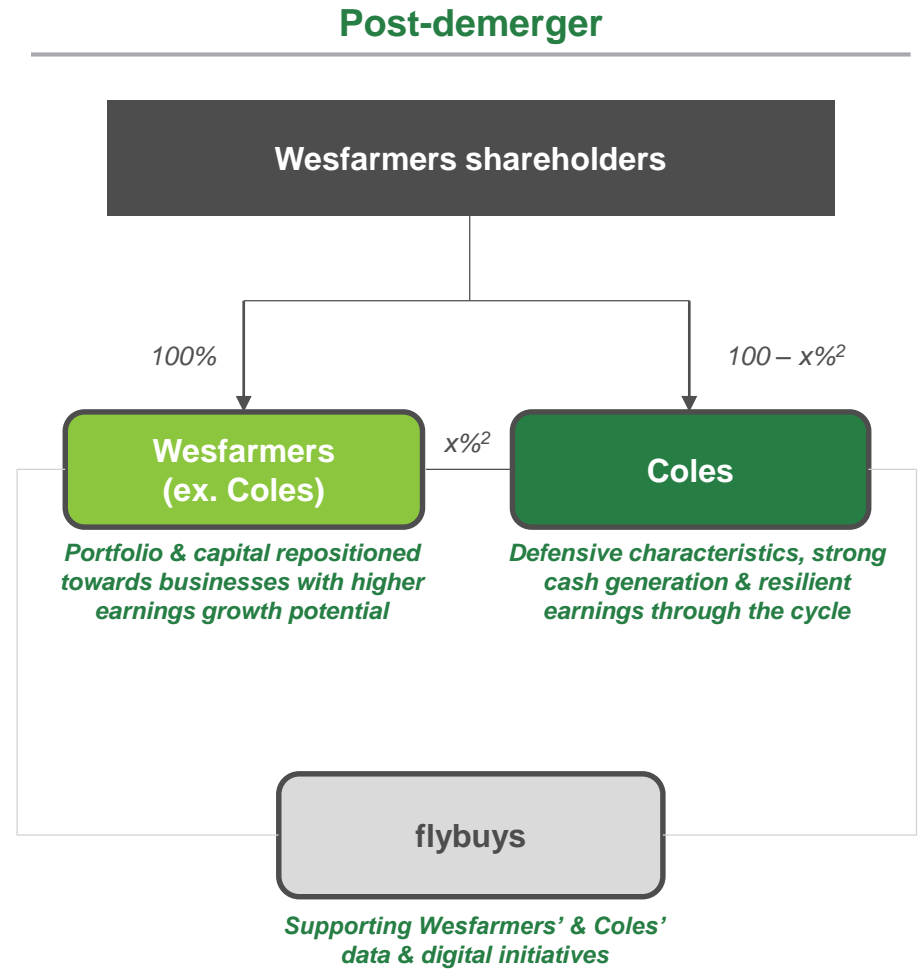 Post-demerger
Wesfarmers shareholders
100%
100 – x%²
Wesfarmers
(ex. Coles)
x%²
Coles
Portfolio & capital repositioned
towards businesses with higher
earnings growth potential
Defensive characteristics, strong
cash generation & resilient
earnings through the cycle
flybuys
Supporting Wesfarmers’ & Coles’
data & digital initiatives